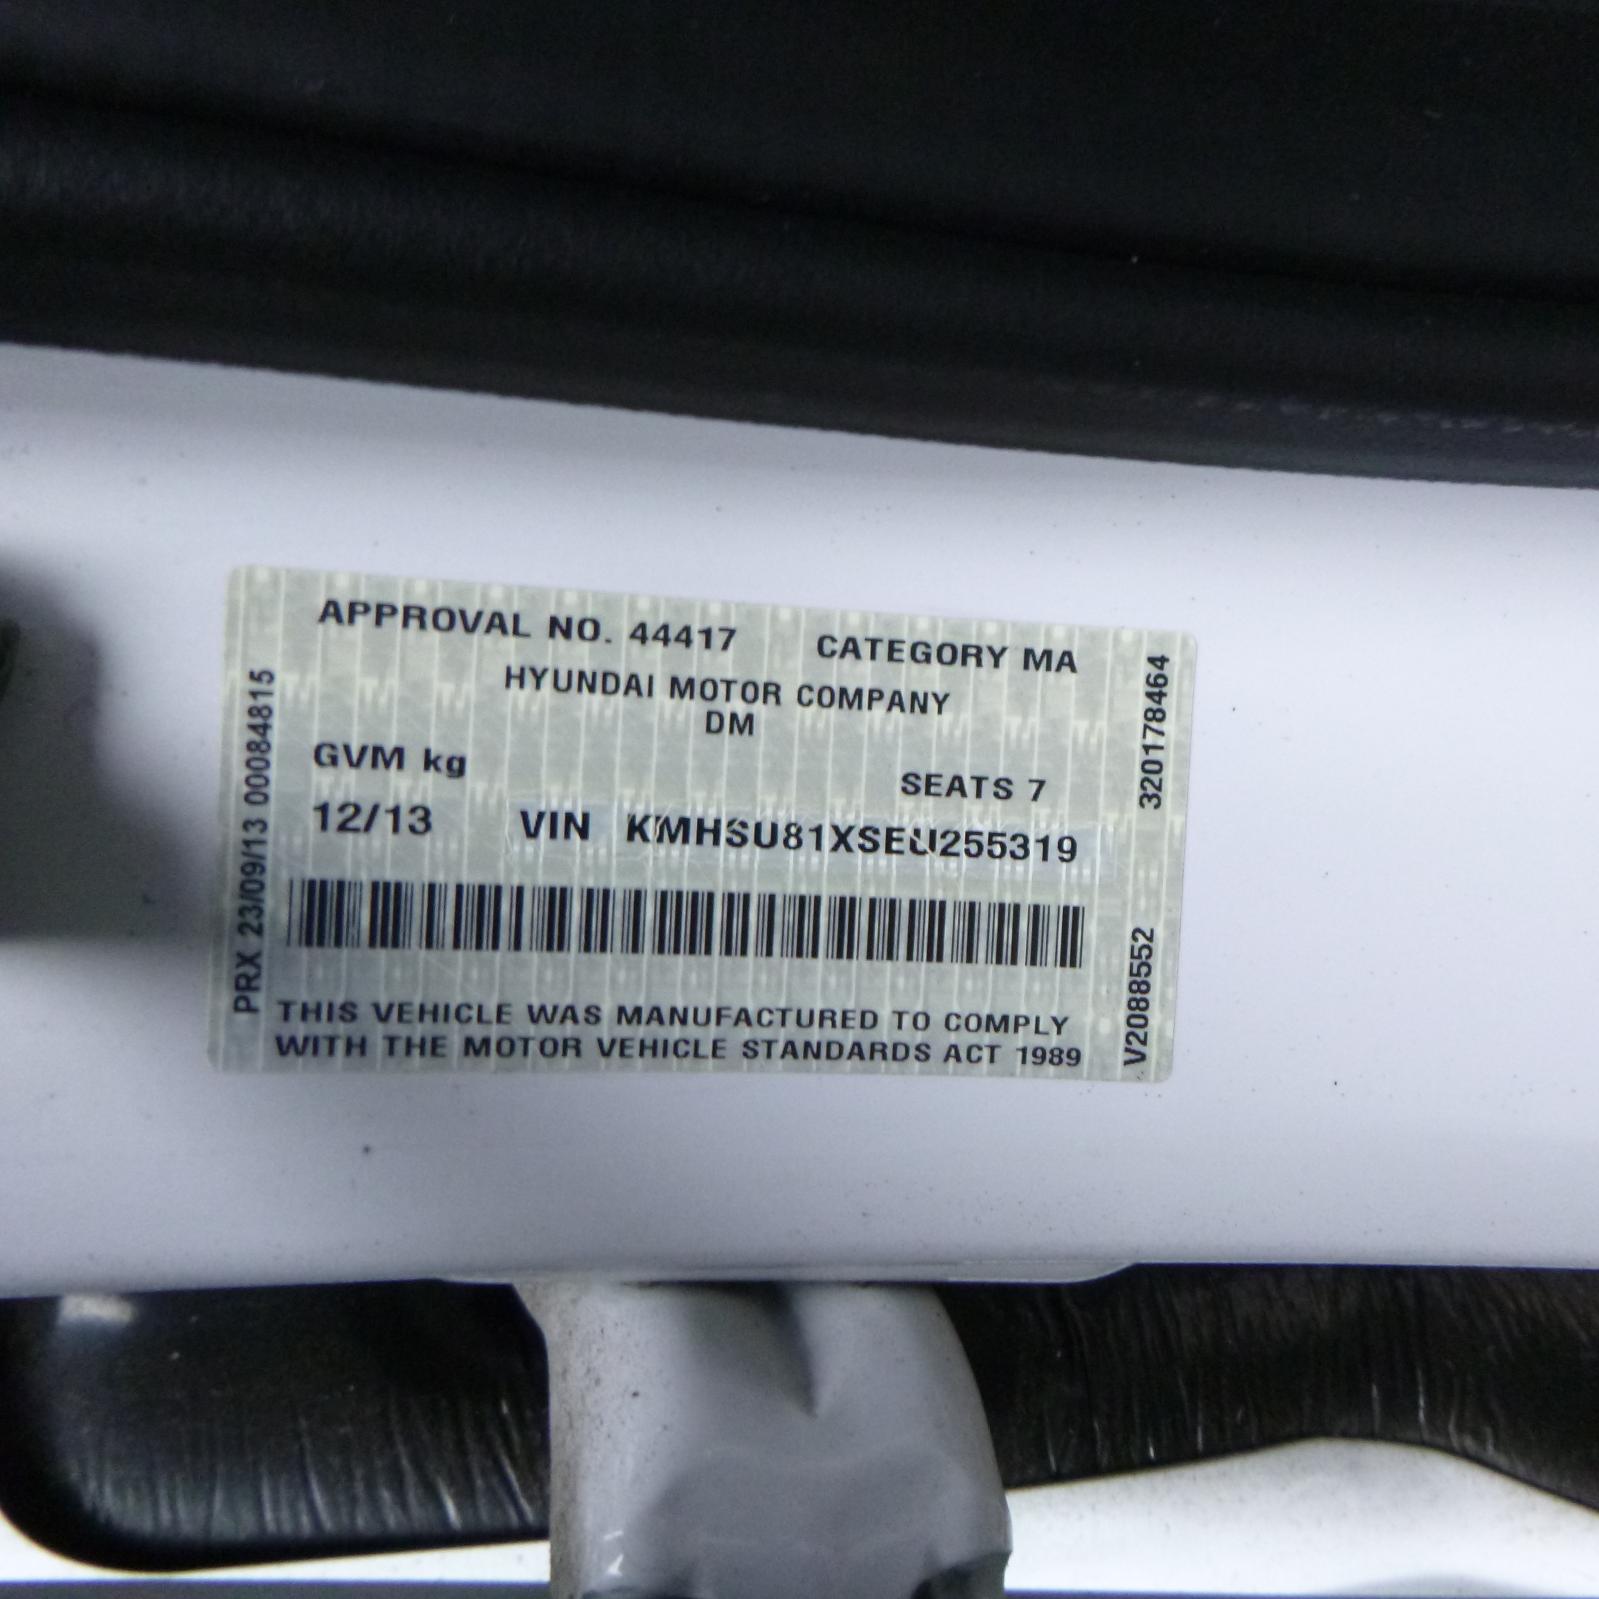 APPROVAL NO. 44417 CATEGORY MA
HYUNDAI MOTOR COMPANY
DM
GVM kg SEATS 7
12/13 VIN KMHSU81XSEU255319
THIS VEHICLE WAS MANUFACTURED TO COMPLY
WITH THE MOTOR VEHICLE STANDARDS ACT 1989
PRX 23/09/13 00084815
V2088552 320178464